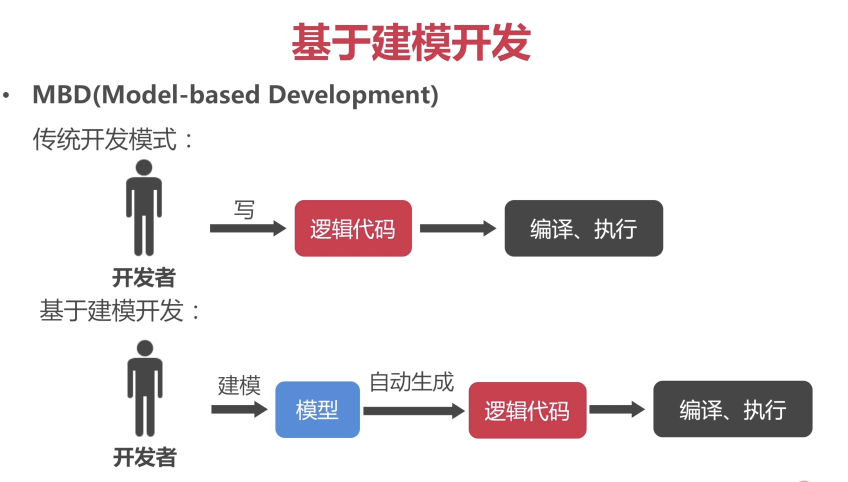 基于建模开发
• MBD(Model-based Development)
传统开发模式：
写
逻辑代码
编译、执行
开发者
基于建模开发：
建模
自动生成
模型
逻辑代码
编译、执行
开发者